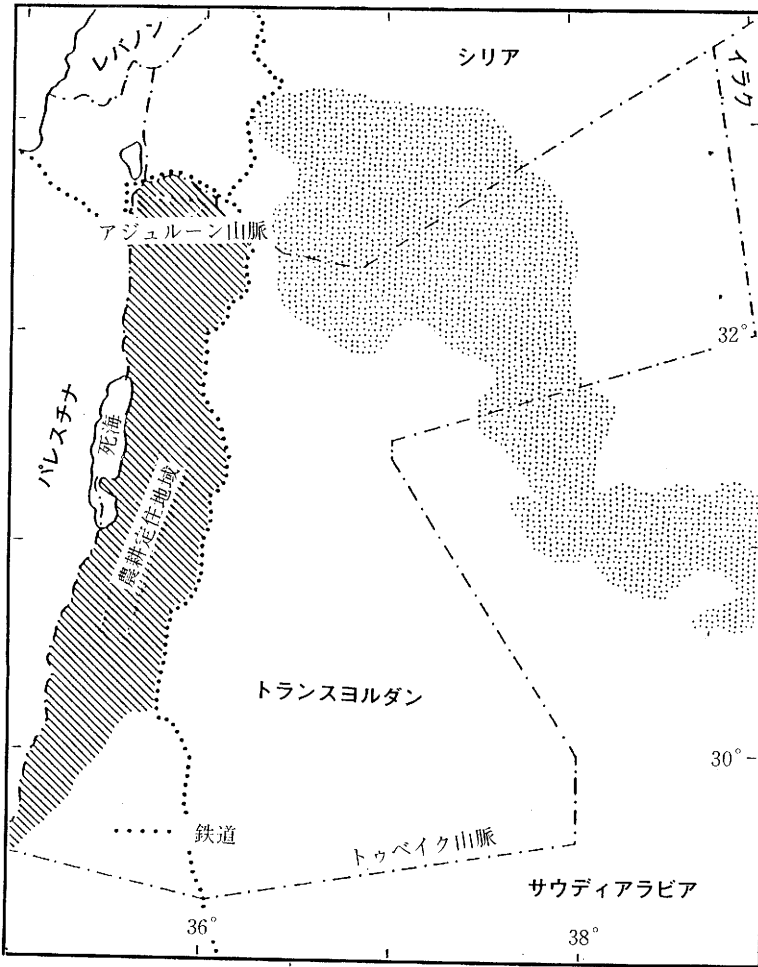 レバノン
シリア
イラク
アジュルーン山脈
32°
パレスチナ
死海
農耕定住地域
トランスヨルダン
30°
鉄道
トゥベイク山脈
サウディアラビア
36°
38°